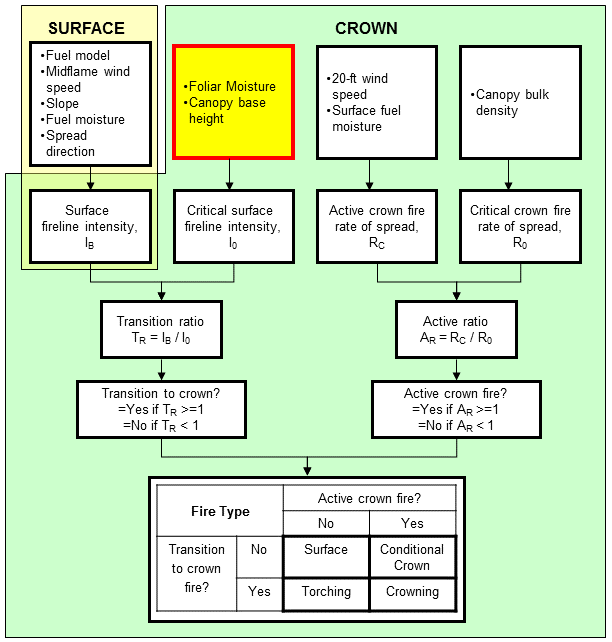 SURFACE
CROWN
•Fuel model
•Midflame wind
speed
•Slope
•Fuel moisture
•Spread
direction
•Foliar Moisture
•Canopy base
height
•20-ft wind
speed
•Surface fuel
moisture
•Canopy bulk
density
Surface
fireline intensity,
I_B
Critical surface
fireline intensity,
I_0
Active crown fire
rate of spread,
R_C
Critical crown fire
rate of spread,
R_0
Transition ratio
T_R = I_B / I_0
Active ratio
A_R = R_C / R_0
Transition to crown?
=Yes if T_R >=1
=No if T_R < 1
Active crown fire?
=Yes if A_R >=1
=No if A_R < 1
Fire Type
Active crown fire?
No
Yes
Transition
to crown
fire?
No
Surface
Conditional
Crown
Yes
Torching
Crowning